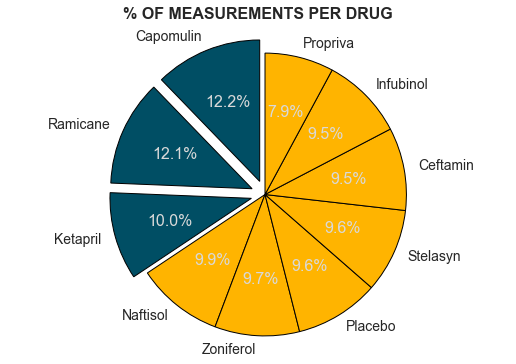 % OF MEASUREMENTS PER DRUG
Capomulin
12.2%
Ramicane
12.1%
Ketapril
10.0%
Naftisol
9.9%
Zoniferol
9.7%
Placebo
9.6%
Stelasyn
9.6%
Ceftamin
9.5%
Infubinol
9.5%
Propriva
7.9%